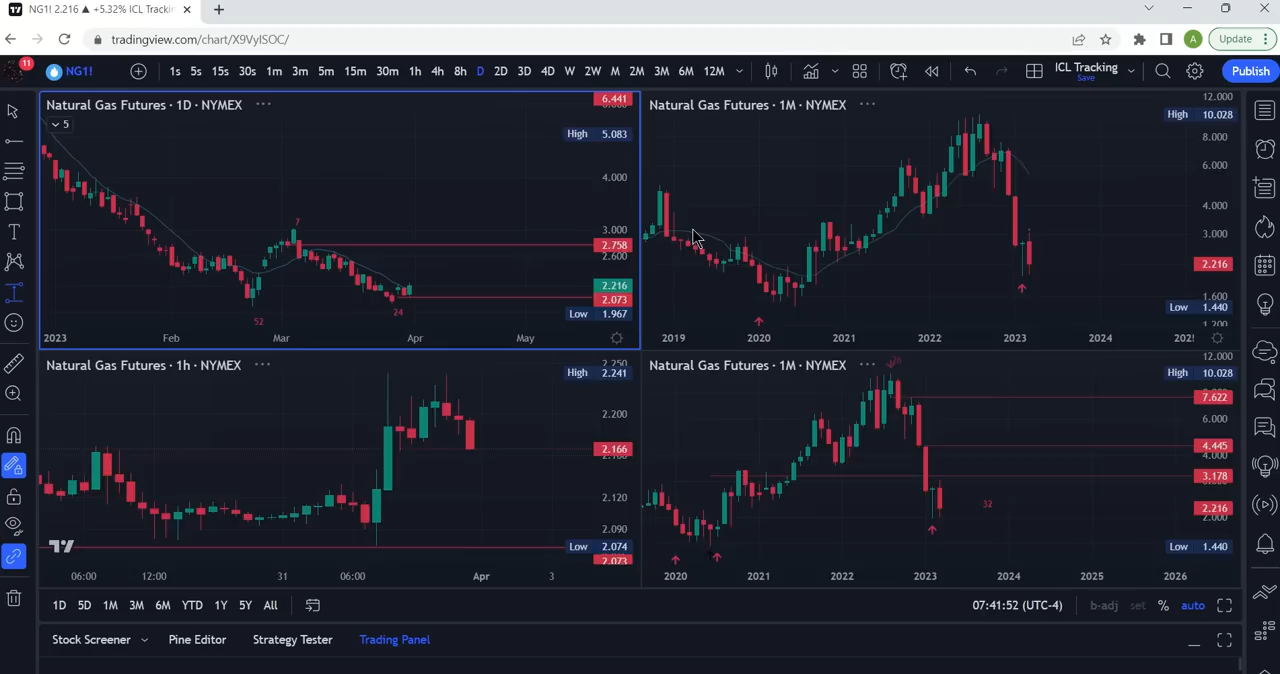 NG1! 2.216 ▲ +5.32% ICL Trackin
tradingview.com/chart/X9VyISOC/
A
Update
11
NG1!
1s 5s 15s 30s 1m 3m 5m 15m 30m 1h 4h 8h D 2D 3D 4D W 2W M 2M 3M 6M 12M
ICL Tracking
Save
Publish
Natural Gas Futures · 1D · NYMEX
5
6.441
High 5.083
4.000
3.000
2.758
2.600
2.216
2.073
Low 1.967
7
52
24
2023 Feb Mar Apr May
Natural Gas Futures · 1M · NYMEX
12.000
High 10.028
8.000
6.000
4.000
3.000
2.216
1.600
Low 1.440
1.200
2019 2020 2021 2022 2023 2024 202!
Natural Gas Futures · 1h · NYMEX
2.250
High 2.241
2.200
2.166
2.120
2.090
Low 2.074
2.073
06:00 12:00 31 06:00 Apr 3
Natural Gas Futures · 1M · NYMEX
12.000
High 10.028
7.622
6.000
4.445
4.000
3.178
2.216
2.000
Low 1.440
32
2020 2021 2022 2023 2024 2025 2026
1D 5D 1M 3M 6M YTD 1Y 5Y All
07:41:52 (UTC-4) b-adj set % auto
Stock Screener Pine Editor Strategy Tester Trading Panel